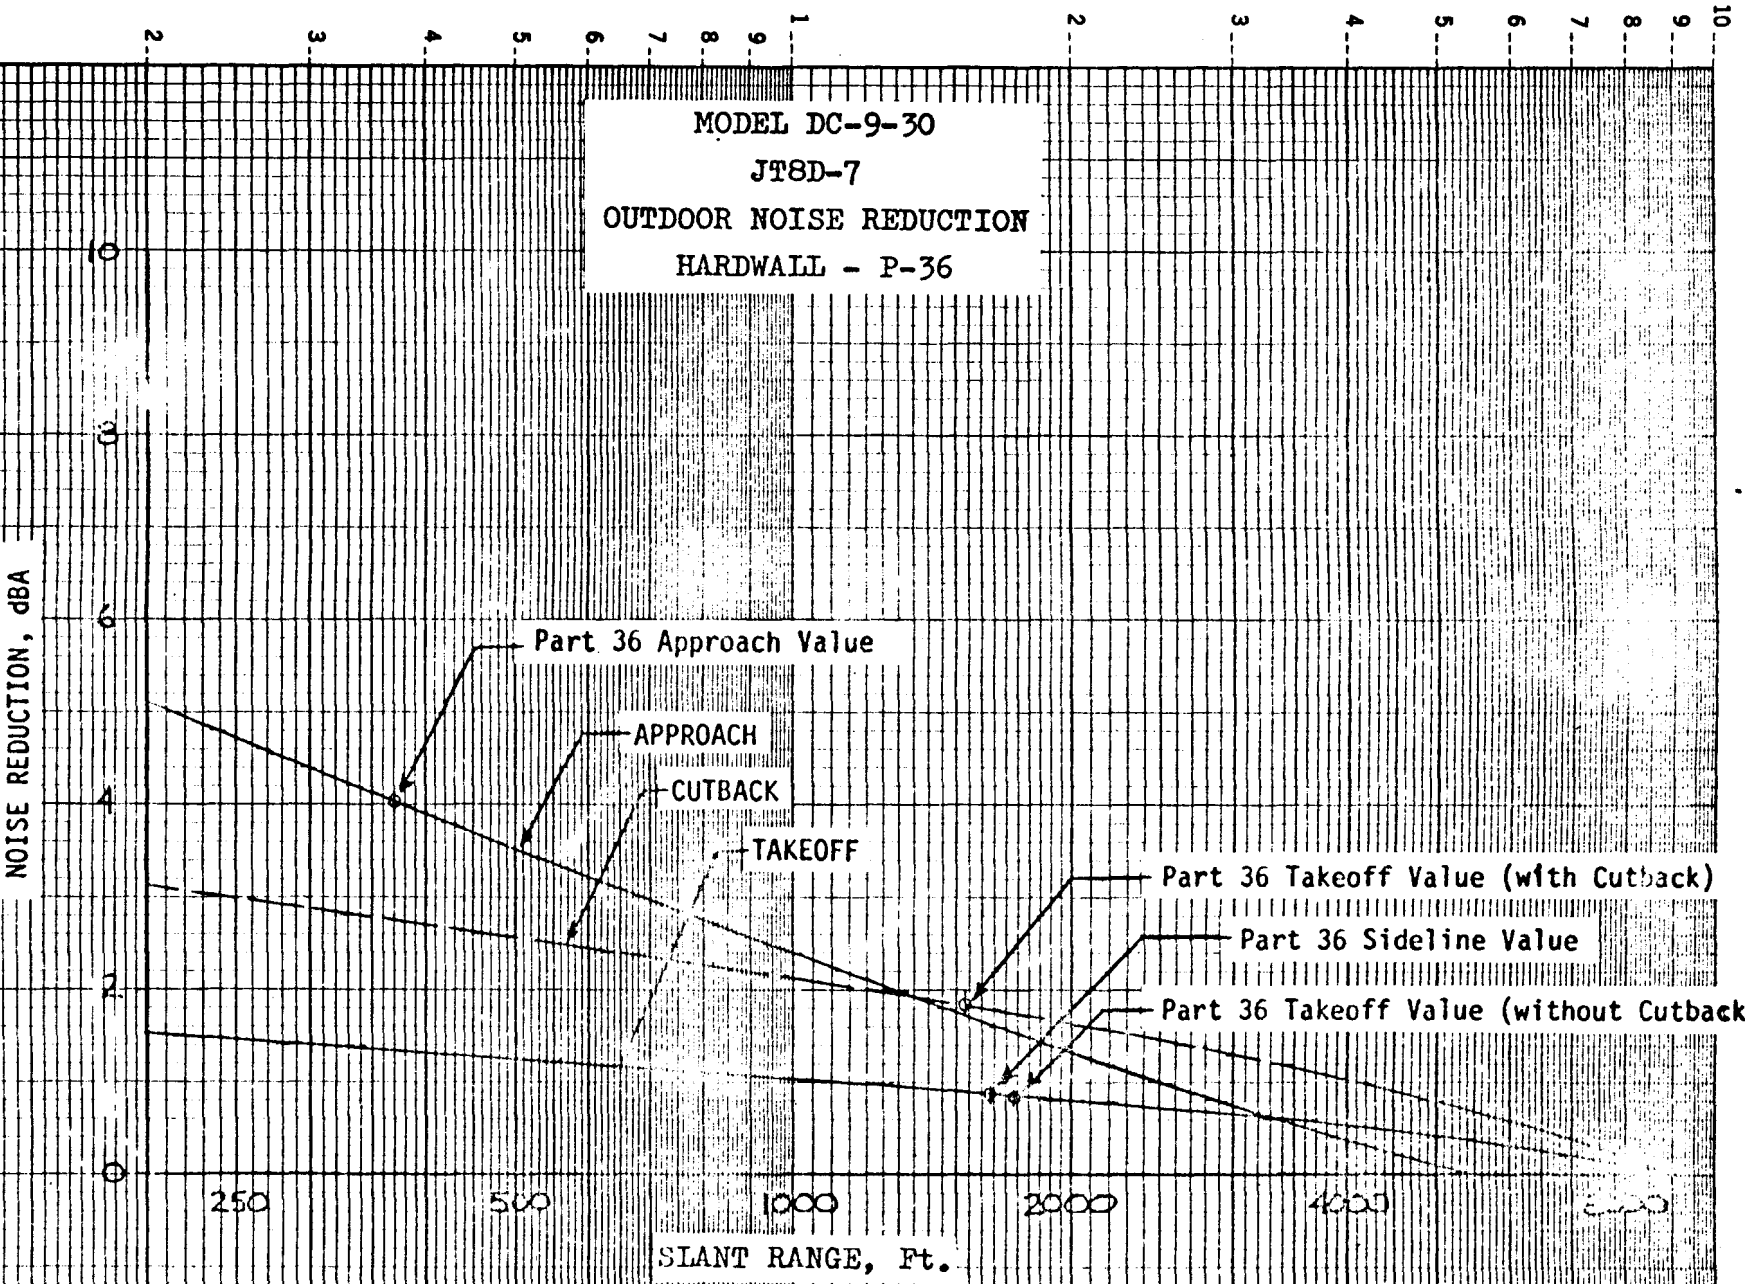 2 3 4 5 6 7 8 9 1 2 3 4 5 6 7 8 9 10
MODEL DC-9-30
JT8D-7
OUTDOOR NOISE REDUCTION
HARDWALL - P-36
10
8
6
4
2
0
NOISE REDUCTION, dBA
Part 36 Approach Value
APPROACH
CUTBACK
TAKEOFF
Part 36 Takeoff Value (with Cutback)
Part 36 Sideline Value
Part 36 Takeoff Value (without Cutback
250 500 1000 2000 4000
SLANT RANGE, Ft.